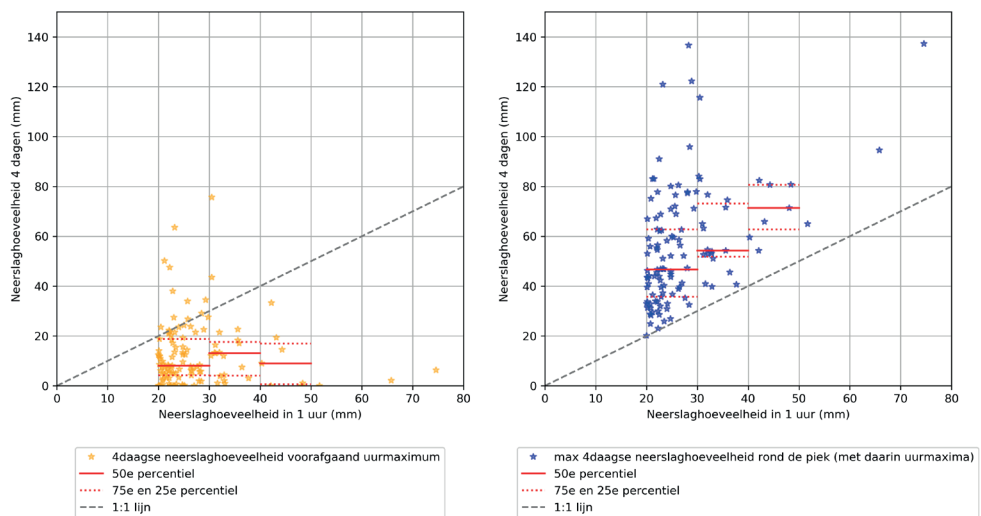 140
120
100
80
60
40
20
0
Neerslaghoeveelheid 4 dagen (mm)
0 10 20 30 40 50 60 70 80
Neerslaghoeveelheid in 1 uur (mm)
4daagse neerslaghoeveelheid voorafgaand uurmaximum
50e percentiel
75e en 25e percentiel
1:1 lijn
140
120
100
80
60
40
20
0
Neerslaghoeveelheid 4 dagen (mm)
0 10 20 30 40 50 60 70 80
Neerslaghoeveelheid in 1 uur (mm)
max 4daagse neerslaghoeveelheid rond de piek (met daarin uurmaxima)
50e percentiel
75e en 25e percentiel
1:1 lijn